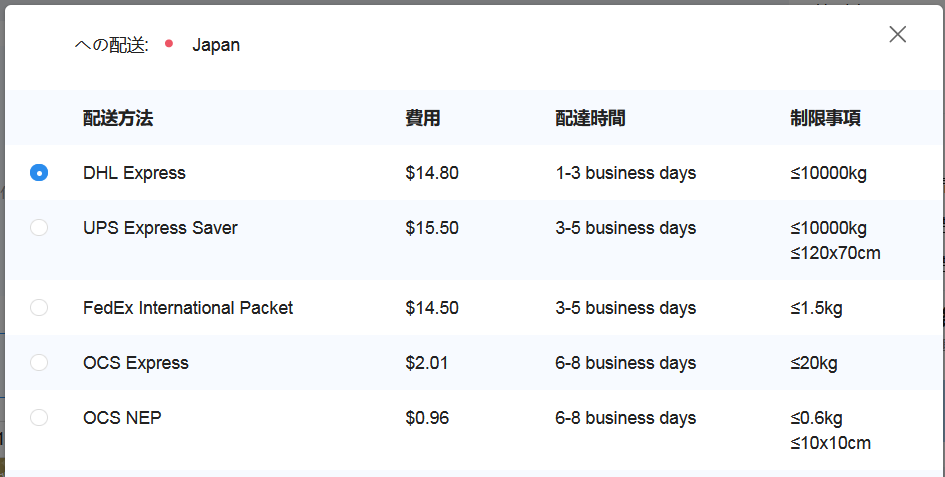 への配送: Japan
配送方法 費用 配達時間 制限事項
DHL Express $14.80 1-3 business days ≤10000kg
UPS Express Saver $15.50 3-5 business days ≤10000kg
≤120x70cm
FedEx International Packet $14.50 3-5 business days ≤1.5kg
OCS Express $2.01 6-8 business days ≤20kg
OCS NEP $0.96 6-8 business days ≤0.6kg
≤10x10cm